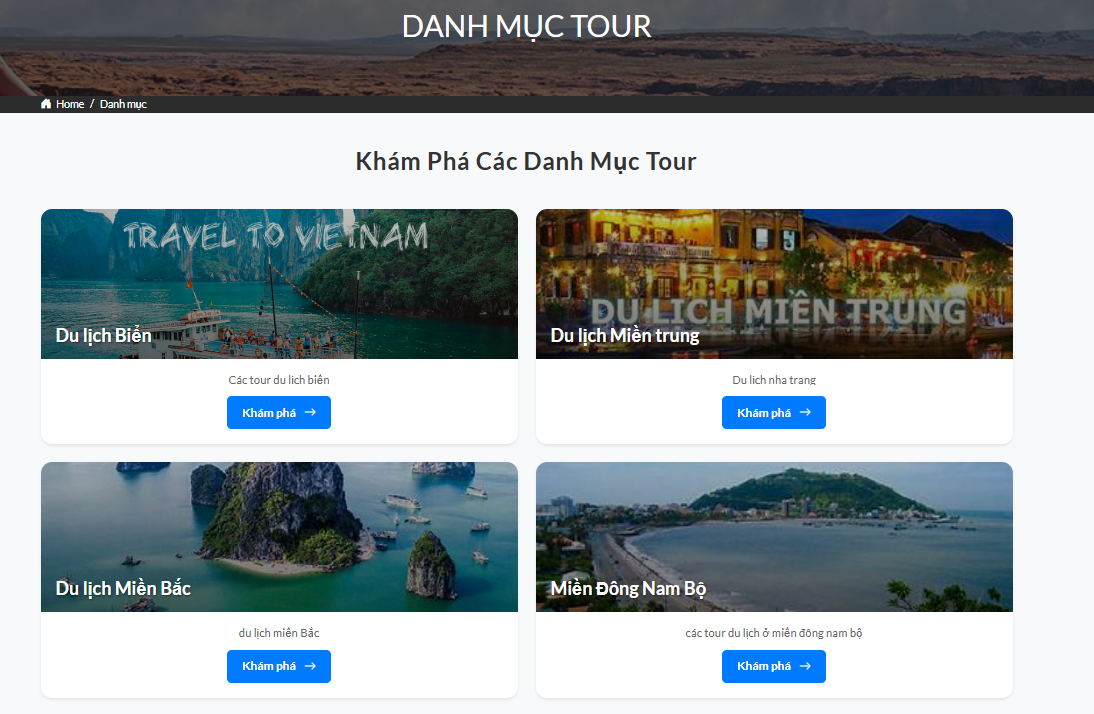 DANH MỤC TOUR
Home / Danh mục
Khám Phá Các Danh Mục Tour
TRAVEL TO VIETNAM
Du lịch Biển
Các tour du lich biển
Khám phá →
DU LỊCH MIỀN TRUNG
Du lịch Miền trung
Du lich nha trang
Khám phá →
Du lịch Miền Bắc
du lịch miền Bắc
Khám phá →
Miền Đông Nam Bộ
các tour du lịch ở miền đông nam bộ
Khám phá →